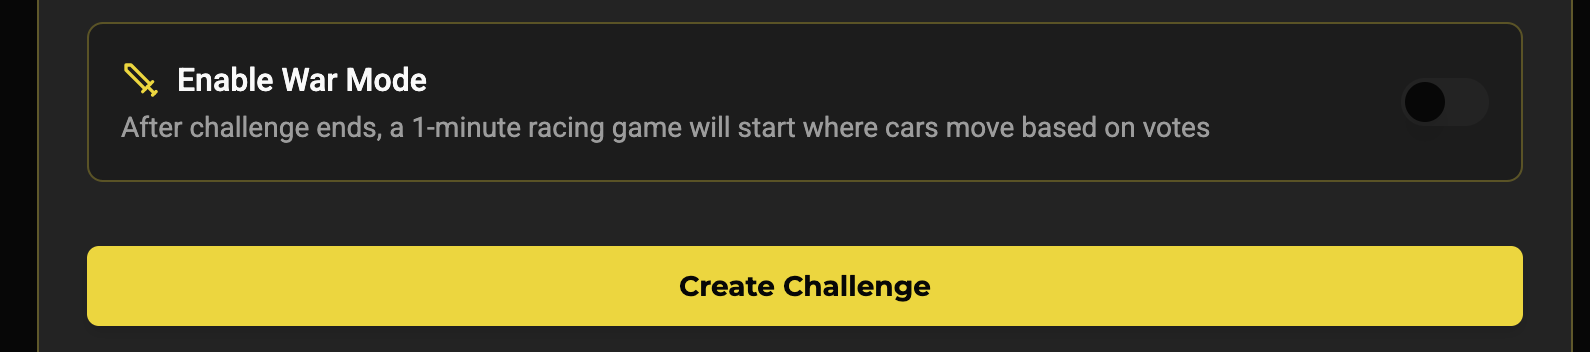 Enable War Mode
After challenge ends, a 1-minute racing game will start where cars move based on votes
Create Challenge